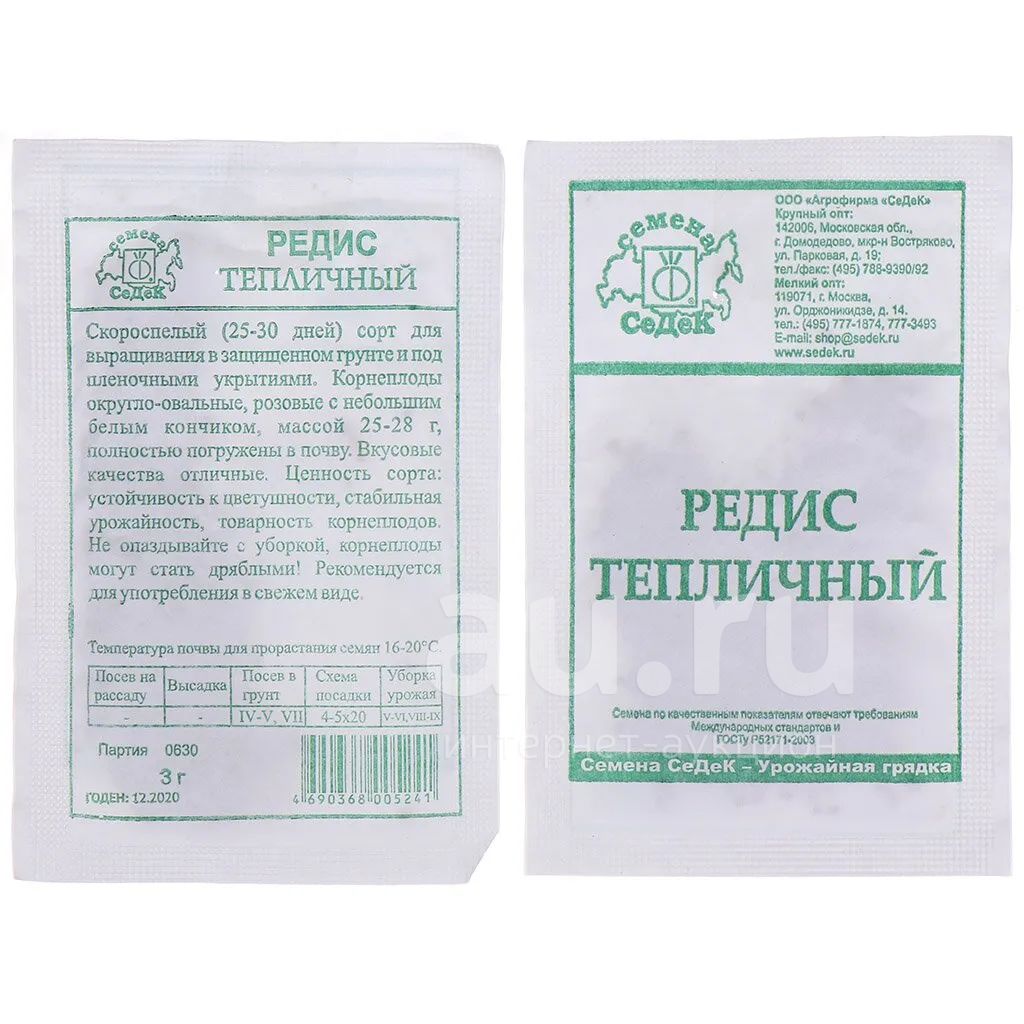 семена
СеДеК
РЕДИС
ТЕПЛИЧНЫЙ
Скороспелый (25-30 дней) сорт для
выращивания в защищенном грунте и под
пленочными укрытиями. Корнеплоды
округло-овальные, розовые с небольшим
белым кончиком, массой 25-28 г,
полностью погружены в почву. Вкусовые
качества отличные. Ценность сорта:
устойчивость к цветушности, стабильная
урожайность, товарность корнеплодов.
Не опаздывайте с уборкой, корнеплоды
могут стать дряблыми! Рекомендуется
для употребления в свежем виде.
Температура почвы для прорастания семян 16-20°С.
Посев на рассаду Высадка Посев в грунт Схема посадки Уборка урожая
- - IV-V, VII 4-5x20 V-VI,VIII-IX
Партия 0630
3 г
ГОДЕН: 12.2020
4 690368 005241
семена
СеДеК
ООО «Агрофирма «СеДеК»
Крупный опт:
142006, Московская обл.,
г. Домодедово, мкр-н Востряково,
ул. Парковая, д. 19;
тел./факс: (495) 788-9390/92
Мелкий опт:
119071, г. Москва,
ул. Орджоникидзе, д. 14.
тел.: (495) 777-1874, 777-3493
E-mail: shop@sedek.ru
www.sedek.ru
РЕДИС
ТЕПЛИЧНЫЙ
Семена по качественным показателям отвечают требованиям
Международных стандартов и
ГОСТу Р52171-2003
Семена СеДеК – Урожайная грядка
au.ru
интернет-аукцион